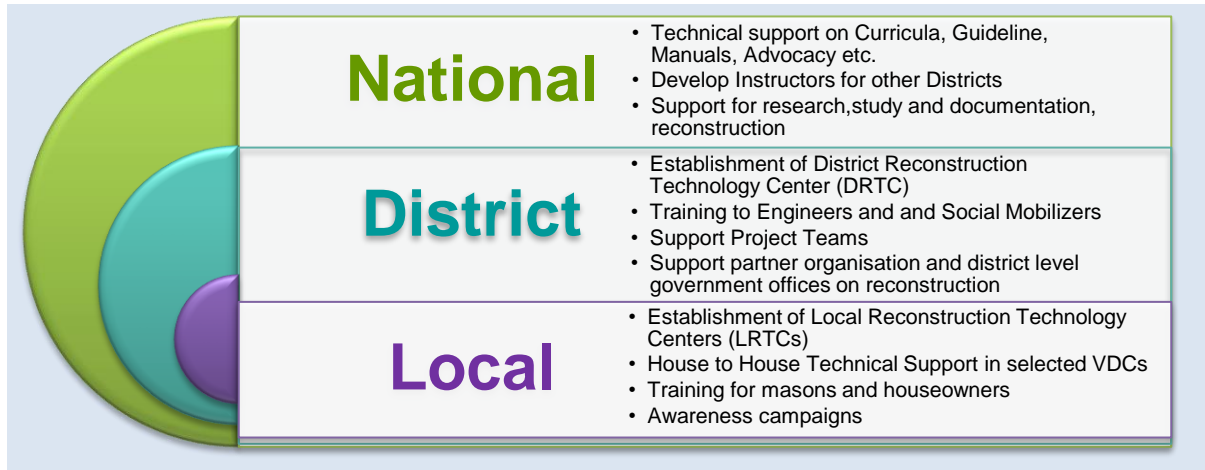 National
• Technical support on Curricula, Guideline,
Manuals, Advocacy etc.
• Develop Instructors for other Districts
• Support for research,study and documentation,
reconstruction
District
• Establishment of District Reconstruction
Technology Center (DRTC)
• Training to Engineers and and Social Mobilizers
• Support Project Teams
• Support partner organisation and district level
government offices on reconstruction
Local
• Establishment of Local Reconstruction Technology
Centers (LRTCs)
• House to House Technical Support in selected VDCs
• Training for masons and houseowners
• Awareness campaigns